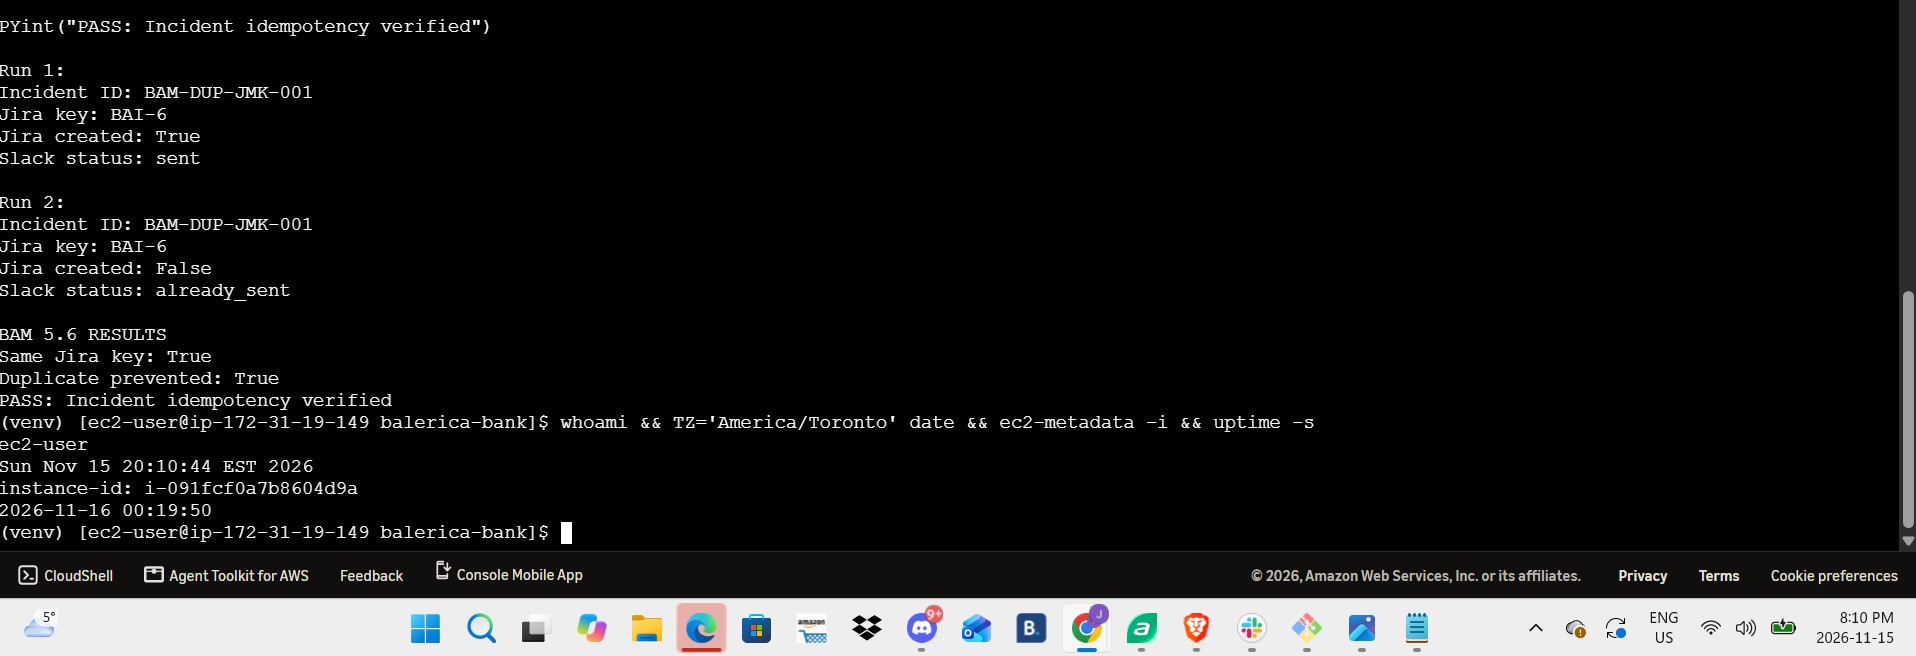 PYint("PASS: Incident idempotency verified")
Run 1:
Incident ID: BAM-DUP-JMK-001
Jira key: BAI-6
Jira created: True
Slack status: sent
Run 2:
Incident ID: BAM-DUP-JMK-001
Jira key: BAI-6
Jira created: False
Slack status: already_sent
BAM 5.6 RESULTS
Same Jira key: True
Duplicate prevented: True
PASS: Incident idempotency verified
(venv) [ec2-user@ip-172-31-19-149 balerica-bank]$ whoami && TZ='America/Toronto' date && ec2-metadata -i && uptime -s
ec2-user
Sun Nov 15 20:10:44 EST 2026
instance-id: i-091fcf0a7b8604d9a
2026-11-16 00:19:50
(venv) [ec2-user@ip-172-31-19-149 balerica-bank]$
CloudShell Agent Toolkit for AWS Feedback Console Mobile App © 2026, Amazon Web Services, Inc. or its affiliates. Privacy Terms Cookie preferences
5° amazon 9+ B. J a ENG 8:10 PM
US 2026-11-15